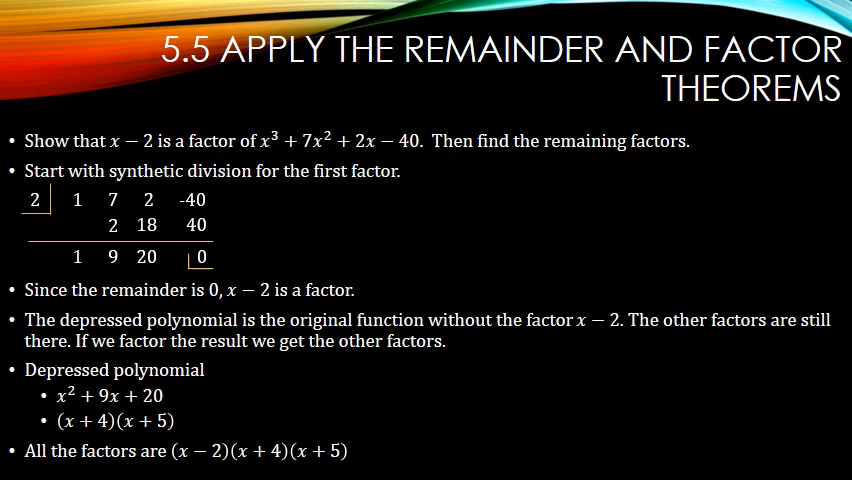 5.5 APPLY THE REMAINDER AND FACTOR
THEOREMS
• Show that x − 2 is a factor of x³ + 7x² + 2x − 40. Then find the remaining factors.
• Start with synthetic division for the first factor.
2 1 7 2 -40
2 18 40
1 9 20 0
• Since the remainder is 0, x − 2 is a factor.
• The depressed polynomial is the original function without the factor x − 2. The other factors are still
there. If we factor the result we get the other factors.
• Depressed polynomial
• x² + 9x + 20
• (x + 4)(x + 5)
• All the factors are (x − 2)(x + 4)(x + 5)